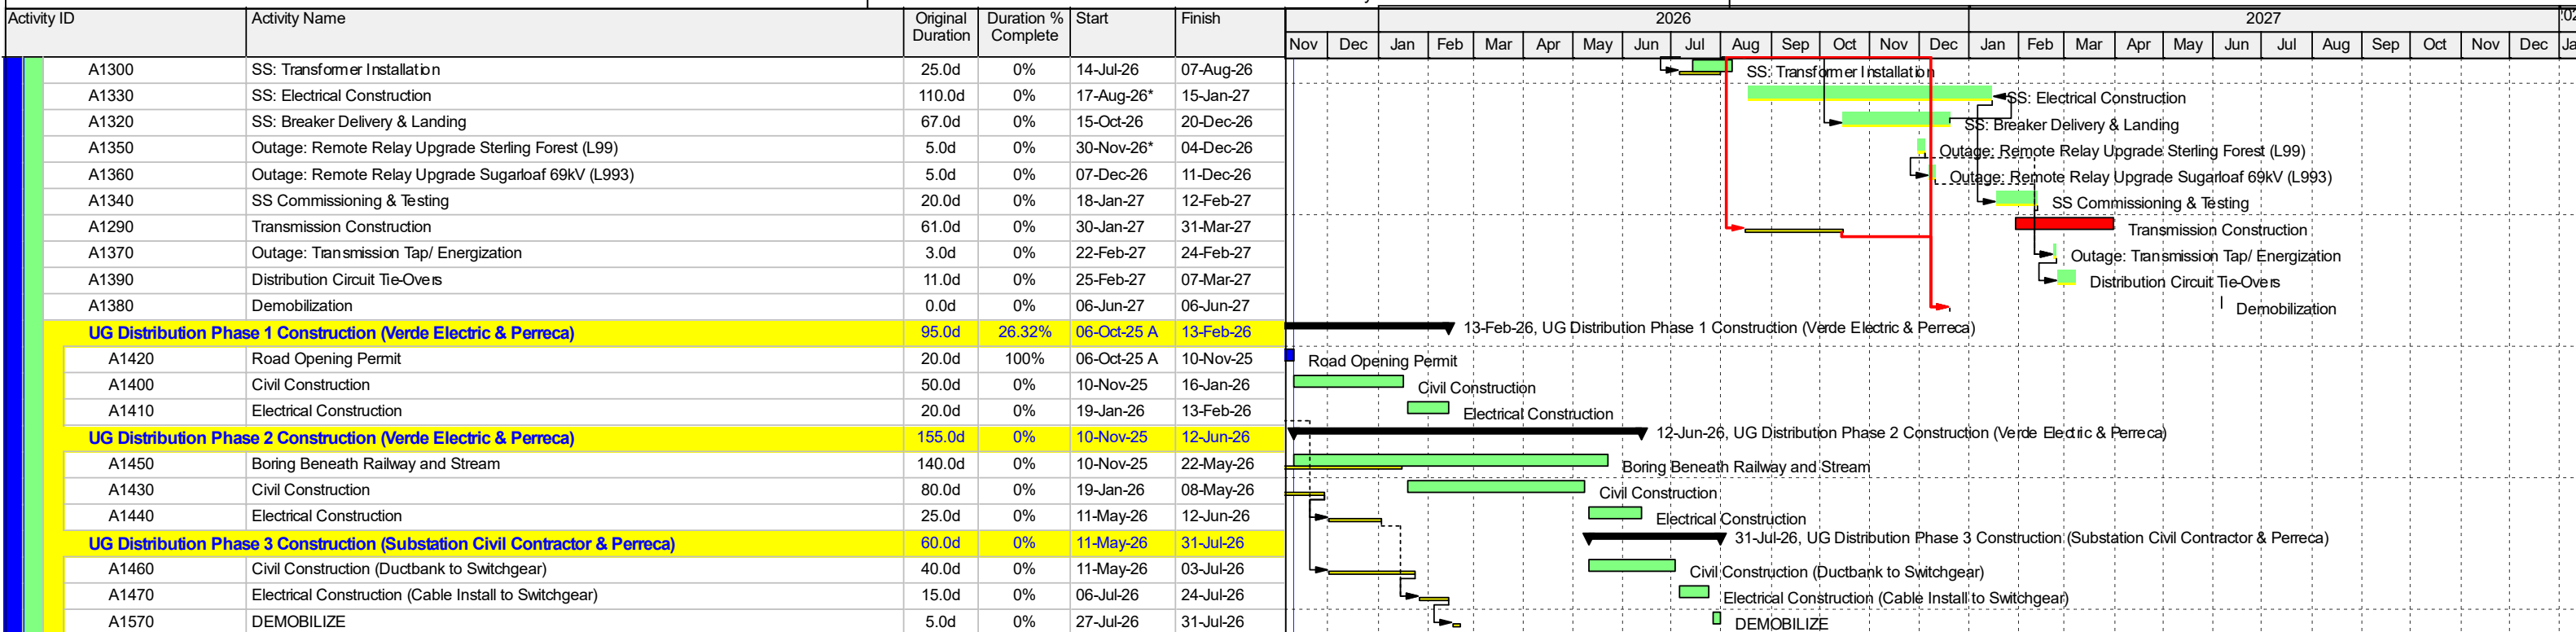 Activity ID Activity Name Original Duration Duration % Complete Start Finish 2026 2027
Nov Dec Jan Feb Mar Apr May Jun Jul Aug Sep Oct Nov Dec Jan Feb Mar Apr May Jun Jul Aug Sep Oct Nov Dec
A1300 SS: Transformer Installation 25.0d 0% 14-Jul-26 07-Aug-26 SS: Transformer Installation
A1330 SS: Electrical Construction 110.0d 0% 17-Aug-26* 15-Jan-27 SS: Electrical Construction
A1320 SS: Breaker Delivery & Landing 67.0d 0% 15-Oct-26 20-Dec-26 SS: Breaker Delivery & Landing
A1350 Outage: Remote Relay Upgrade Sterling Forest (L99) 5.0d 0% 30-Nov-26* 04-Dec-26 Outage: Remote Relay Upgrade Sterling Forest (L99)
A1360 Outage: Remote Relay Upgrade Sugarloaf 69kV (L993) 5.0d 0% 07-Dec-26 11-Dec-26 Outage: Remote Relay Upgrade Sugarloaf 69kV (L993)
A1340 SS Commissioning & Testing 20.0d 0% 18-Jan-27 12-Feb-27 SS Commissioning & Testing
A1290 Transmission Construction 61.0d 0% 30-Jan-27 31-Mar-27 Transmission Construction
A1370 Outage: Transmission Tap/ Energization 3.0d 0% 22-Feb-27 24-Feb-27 Outage: Transmission Tap/ Energization
A1390 Distribution Circuit Tie-Overs 11.0d 0% 25-Feb-27 07-Mar-27 Distribution Circuit Tie-Overs
A1380 Demobilization 0.0d 0% 06-Jun-27 06-Jun-27 Demobilization
UG Distribution Phase 1 Construction (Verde Electric & Perreca) 95.0d 26.32% 06-Oct-25 A 13-Feb-26 13-Feb-26, UG Distribution Phase 1 Construction (Verde Electric & Perreca)
A1420 Road Opening Permit 20.0d 100% 06-Oct-25 A 10-Nov-25 Road Opening Permit
A1400 Civil Construction 50.0d 0% 10-Nov-25 16-Jan-26 Civil Construction
A1410 Electrical Construction 20.0d 0% 19-Jan-26 13-Feb-26 Electrical Construction
UG Distribution Phase 2 Construction (Verde Electric & Perreca) 155.0d 0% 10-Nov-25 12-Jun-26 12-Jun-26, UG Distribution Phase 2 Construction (Verde Electric & Perreca)
A1450 Boring Beneath Railway and Stream 140.0d 0% 10-Nov-25 22-May-26 Boring Beneath Railway and Stream
A1430 Civil Construction 80.0d 0% 19-Jan-26 08-May-26 Civil Construction
A1440 Electrical Construction 25.0d 0% 11-May-26 12-Jun-26 Electrical Construction
UG Distribution Phase 3 Construction (Substation Civil Contractor & Perreca) 60.0d 0% 11-May-26 31-Jul-26 31-Jul-26, UG Distribution Phase 3 Construction (Substation Civil Contractor & Perreca)
A1460 Civil Construction (Ductbank to Switchgear) 40.0d 0% 11-May-26 03-Jul-26 Civil Construction (Ductbank to Switchgear)
A1470 Electrical Construction (Cable Install to Switchgear) 15.0d 0% 06-Jul-26 24-Jul-26 Electrical Construction (Cable Install to Switchgear)
A1570 DEMOBILIZE 5.0d 0% 27-Jul-26 31-Jul-26 DEMOBILIZE